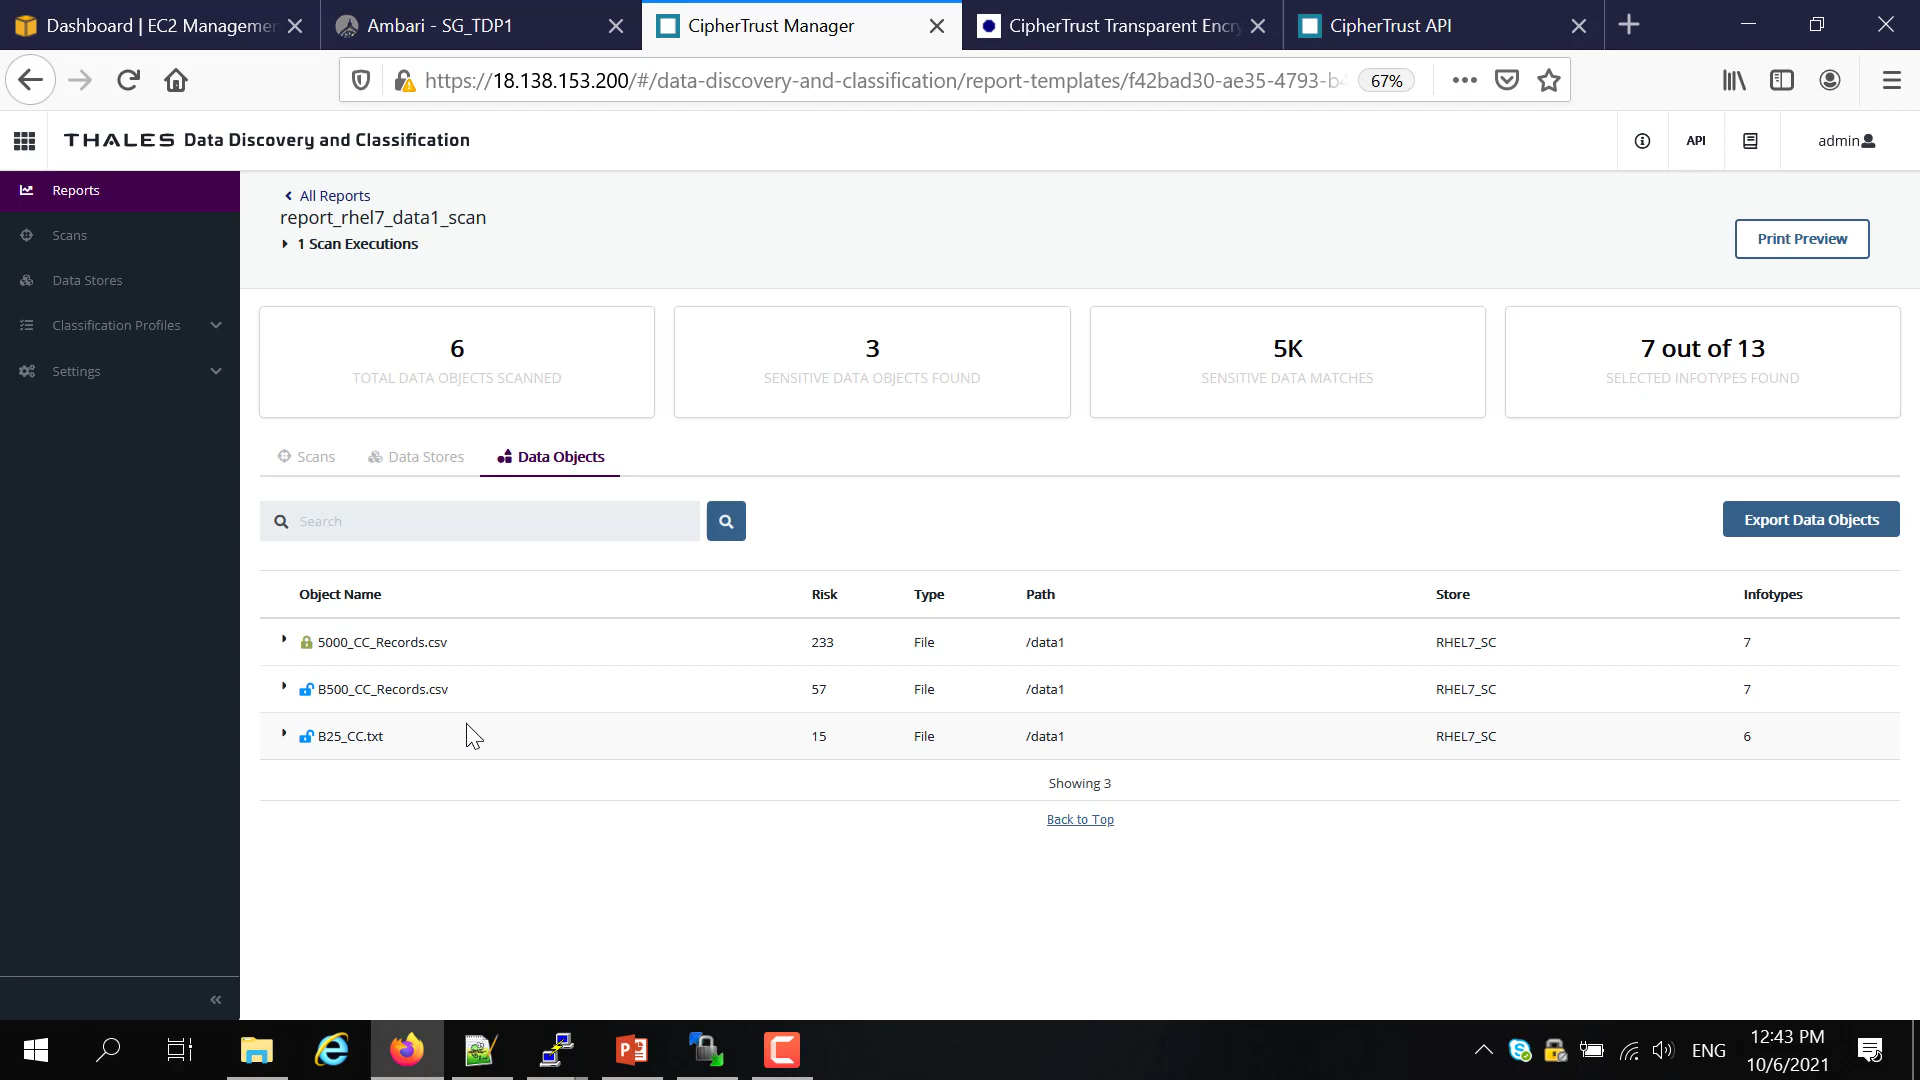 Dashboard | EC2 Managemen
Ambari - SG_TDP1
CipherTrust Manager
CipherTrust Transparent Encry
CipherTrust API
https://18.138.153.200/#/data-discovery-and-classification/report-templates/f42bad30-ae35-4793-b4
67%
THALES Data Discovery and Classification
API
admin
Reports
Scans
Data Stores
Classification Profiles
Settings
All Reports
report_rhel7_data1_scan
1 Scan Executions
Print Preview
6
TOTAL DATA OBJECTS SCANNED
3
SENSITIVE DATA OBJECTS FOUND
5K
SENSITIVE DATA MATCHES
7 out of 13
SELECTED INFOTYPES FOUND
Scans
Data Stores
Data Objects
Search
Export Data Objects
Object Name Risk Type Path Store Infotypes
5000_CC_Records.csv 233 File /data1 RHEL7_SC 7
B500_CC_Records.csv 57 File /data1 RHEL7_SC 7
B25_CC.txt 15 File /data1 RHEL7_SC 6
Showing 3
Back to Top
«
ENG
12:43 PM
10/6/2021